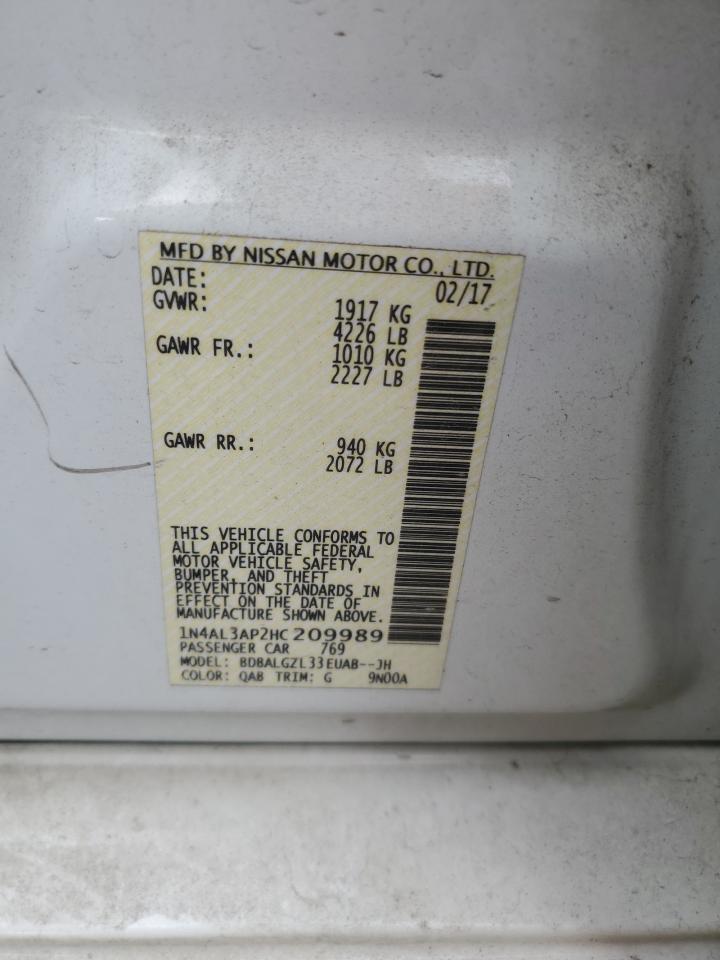 MFD BY NISSAN MOTOR CO., LTD.
DATE: 02/17
GVWR: 1917 KG
4226 LB
GAWR FR.: 1010 KG
2227 LB
GAWR RR.: 940 KG
2072 LB
THIS VEHICLE CONFORMS TO
ALL APPLICABLE FEDERAL
MOTOR VEHICLE SAFETY,
BUMPER, AND THEFT
PREVENTION STANDARDS IN
EFFECT ON THE DATE OF
MANUFACTURE SHOWN ABOVE.
1N4AL3AP2HC209989
PASSENGER CAR 769
MODEL: BDBALGZL33EUAB--JH
COLOR: QAB TRIM: G 9N00A